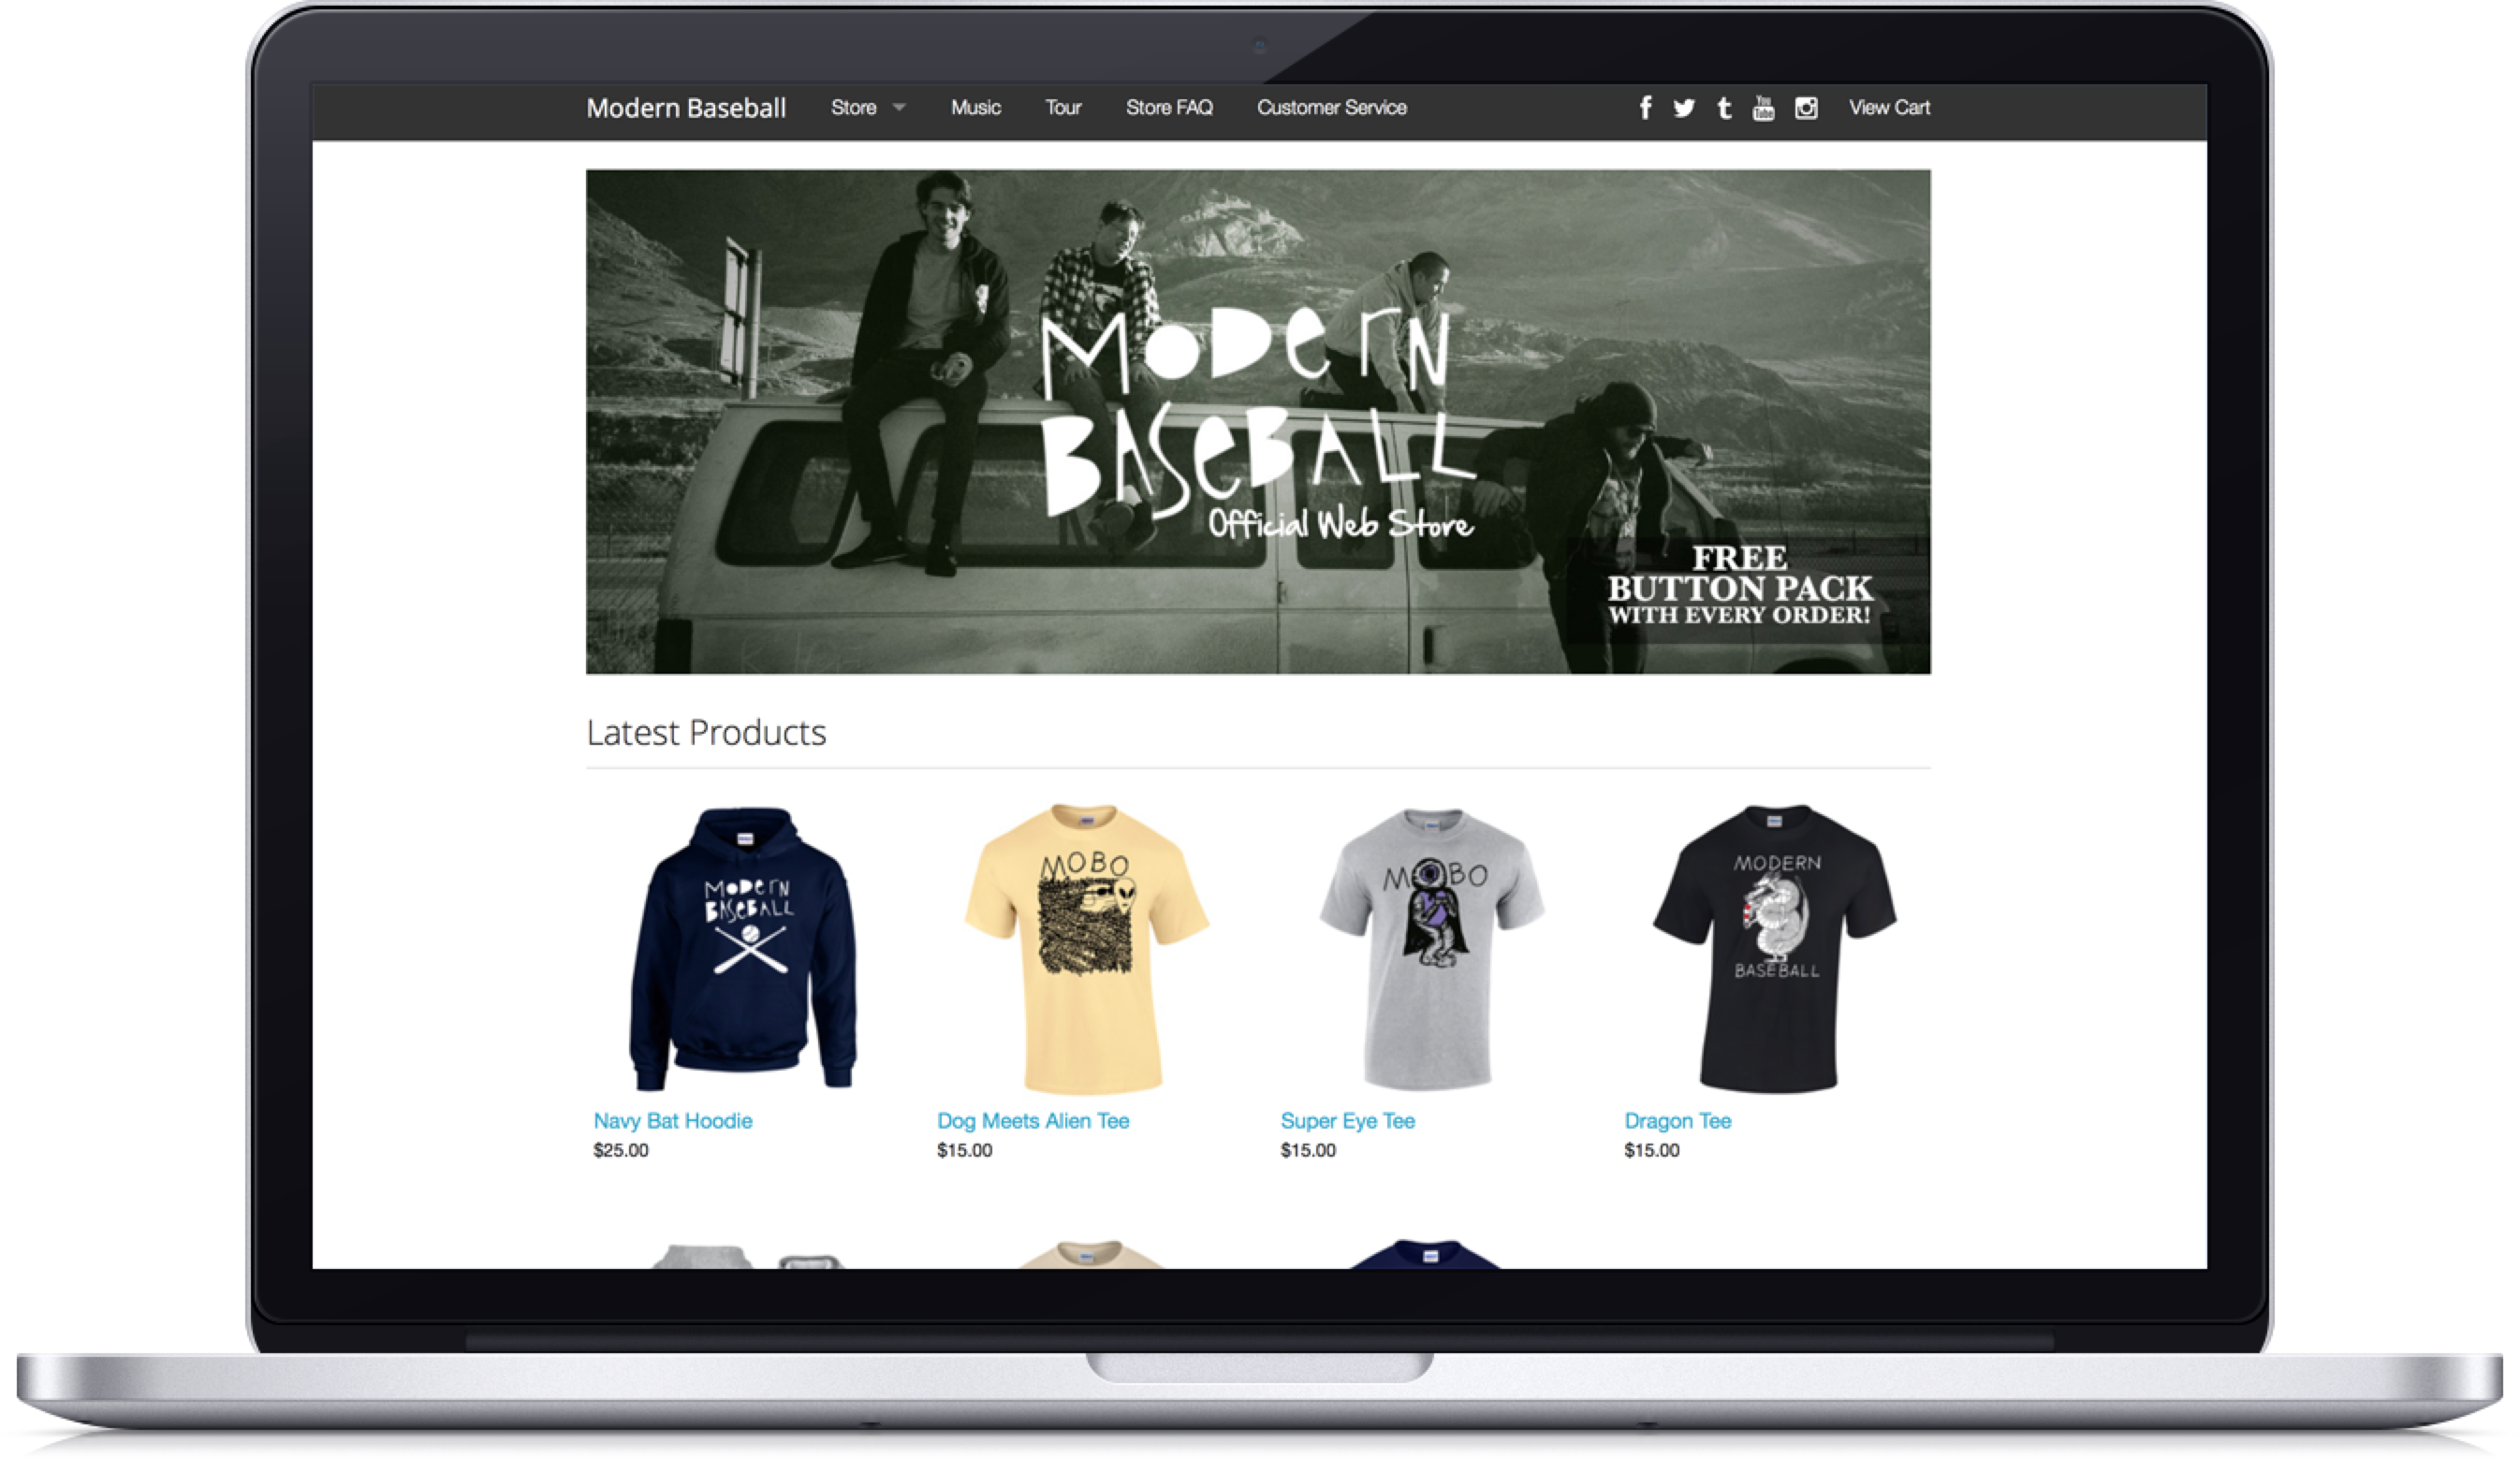 Modern Baseball Store Music Tour Store FAQ Customer Service f t You Tube View Cart
MODern
BASeBALL
Official Web Store
FREE
BUTTON PACK
WITH EVERY ORDER!
Latest Products
MODern
BASeBALL
MOBO
MOBO
MODERN
BASEBALL
Navy Bat Hoodie Dog Meets Alien Tee Super Eye Tee Dragon Tee
$25.00 $15.00 $15.00 $15.00